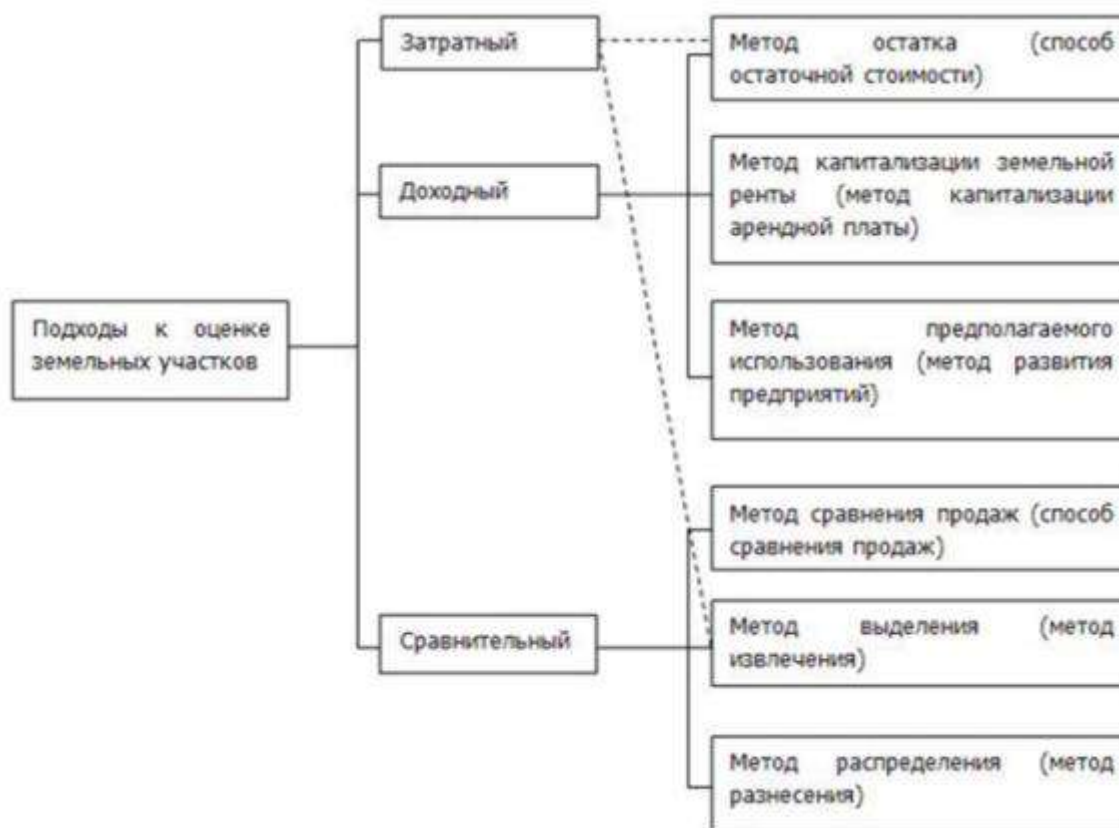 Затратный
Метод остатка (способ
остаточной стоимости)
Доходный
Метод капитализации земельной
ренты (метод капитализации
арендной платы)
Подходы к оценке
земельных участков
Метод предполагаемого
использования (метод развития
предприятий)
Метод сравнения продаж (способ
сравнения продаж)
Сравнительный
Метод выделения (метод
извлечения)
Метод распределения (метод
разнесения)